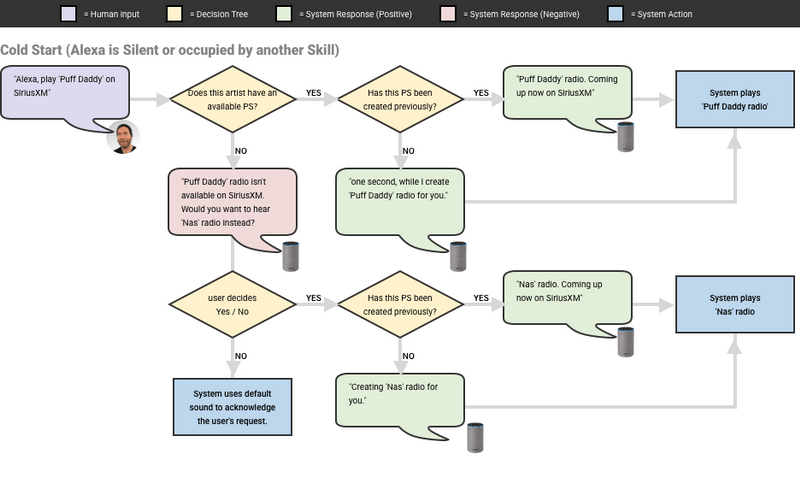 = Human input
= Decision Tree
= System Response (Positive)
= System Response (Negative)
= System Action
Cold Start (Alexa is Silent or occupied by another Skill)
"Alexa, play 'Puff Daddy' on
SiriusXM"
Does this artist have an
available PS?
YES
Has this PS been
created previously?
YES
"Puff Daddy' radio. Coming
up now on SiriusXM"
System plays
'Puff Daddy radio'
NO
NO
"Puff Daddy' radio isn't
available on SiriusXM.
Would you want to hear
'Nas' radio instead?
"one second, while I create
'Puff Daddy' radio for you."
user decides
Yes / No
YES
Has this PS been
created previously?
YES
"Nas' radio. Coming up
now on SiriusXM"
System plays
'Nas' radio
NO
NO
System uses default
sound to acknowledge
the user's request.
"Creating 'Nas' radio for
you."